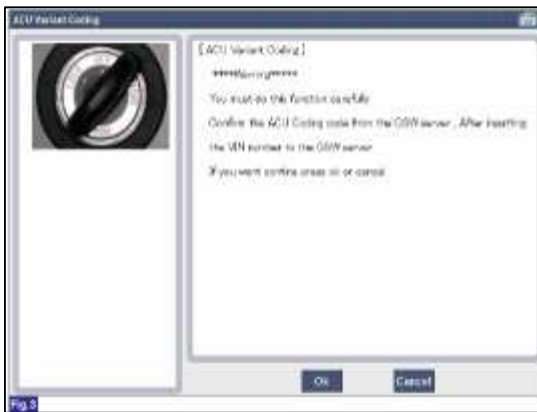 ACU Variant Coding
[ ACU Variant Coding ]
*****Warning*****
You must do this function carefully
Confirm the ACU Coding code from the GSW server , After inserting
the VIN number to the GSW server
If you want contine press ok or cancel
Ok
Cancel
Fig.3